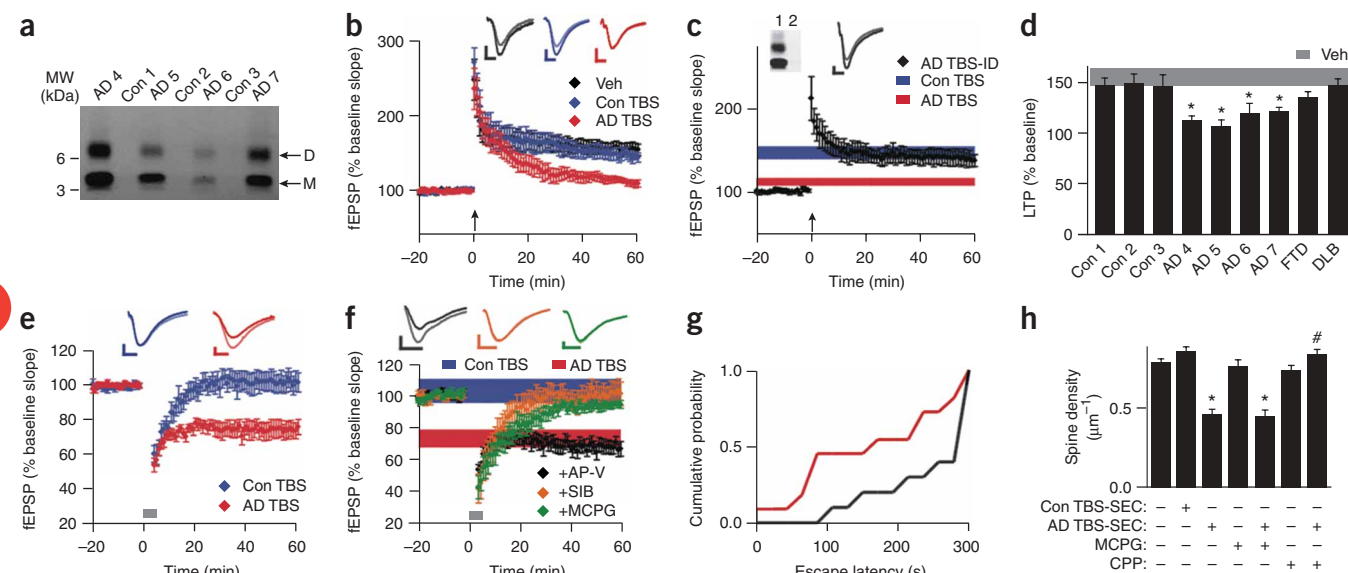 a
MW
(kDa)
AD 4
Con 1
AD 5
Con 2
AD 6
Con 3
AD 7
6
3
D
M
b
fEPSP (% baseline slope)
300
200
100
Veh
Con TBS
AD TBS
–20 0 20 40 60
Time (min)
c
1 2
fEPSP (% baseline slope)
200
100
AD TBS-ID
Con TBS
AD TBS
–20 0 20 40 60
Time (min)
d
Veh
LTP (% baseline)
150
100
50
0
* * * *
Con 1
Con 2
Con 3
AD 4
AD 5
AD 6
AD 7
FTD
DLB
e
fEPSP (% baseline slope)
120
100
80
60
40
20
Con TBS
AD TBS
–20 0 20 40 60
Time (min)
f
Con TBS AD TBS
fEPSP (% baseline slope)
120
100
80
60
40
20
+AP-V
+SIB
+MCPG
–20 0 20 40 60
Time (min)
g
Cumulative probability
1.0
0.5
0.0
0 100 200 300
Escape latency (s)
h
Spine density
(μm⁻¹)
0.5
0.0
* * #
Con TBS-SEC: – + – – – – –
AD TBS-SEC: – – + – + – +
MCPG: – – – + + – –
CPP: – – – – – + +